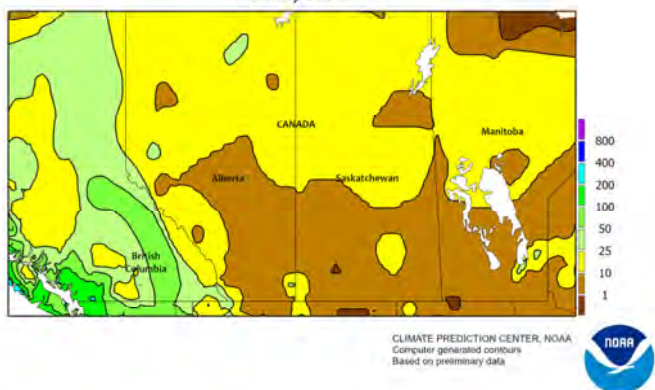 CANADA
Manitoba
Alberta
Saskatchewan
British
Columbia
800
400
200
100
50
25
10
1
CLIMATE PREDICTION CENTER, NOAA
Computer generated contours
Based on preliminary data
NOAA